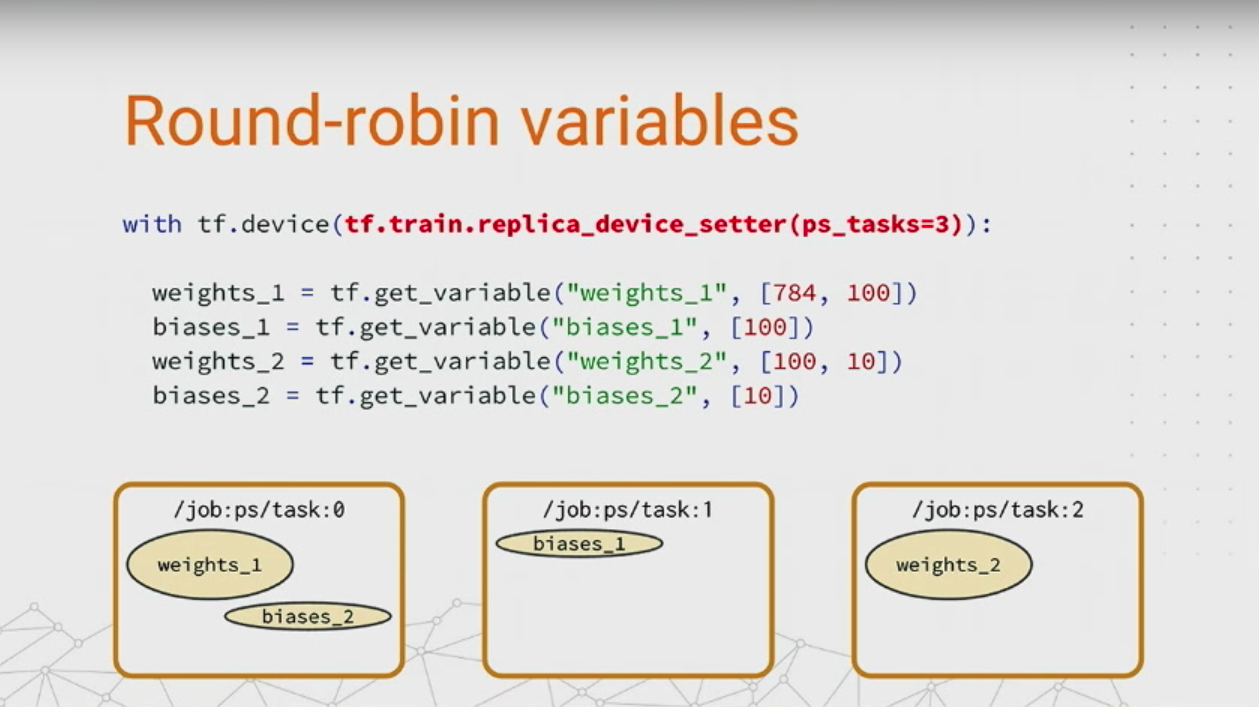 Round-robin variables
with tf.device(tf.train.replica_device_setter(ps_tasks=3)):
weights_1 = tf.get_variable("weights_1", [784, 100])
biases_1 = tf.get_variable("biases_1", [100])
weights_2 = tf.get_variable("weights_2", [100, 10])
biases_2 = tf.get_variable("biases_2", [10])
/job:ps/task:0
weights_1
biases_2
/job:ps/task:1
biases_1
/job:ps/task:2
weights_2